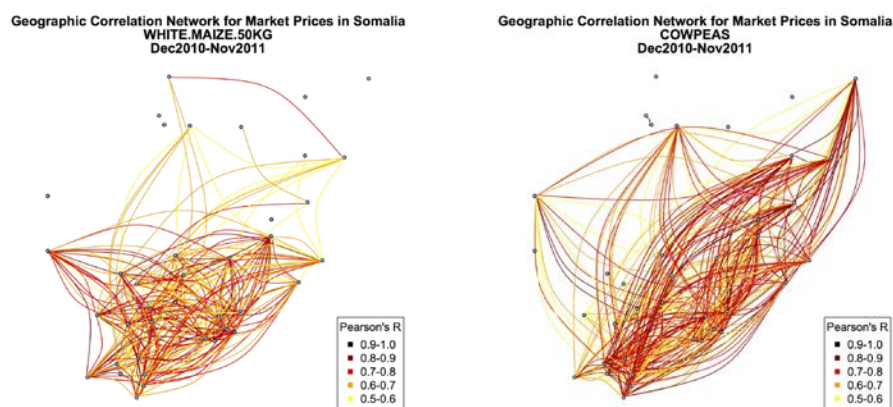 Geographic Correlation Network for Market Prices in Somalia
WHITE.MAIZE.50KG
Dec2010-Nov2011
Pearson's R
0.9-1.0
0.8-0.9
0.7-0.8
0.6-0.7
0.5-0.6
Geographic Correlation Network for Market Prices in Somalia
COWPEAS
Dec2010-Nov2011
Pearson's R
0.9-1.0
0.8-0.9
0.7-0.8
0.6-0.7
0.5-0.6